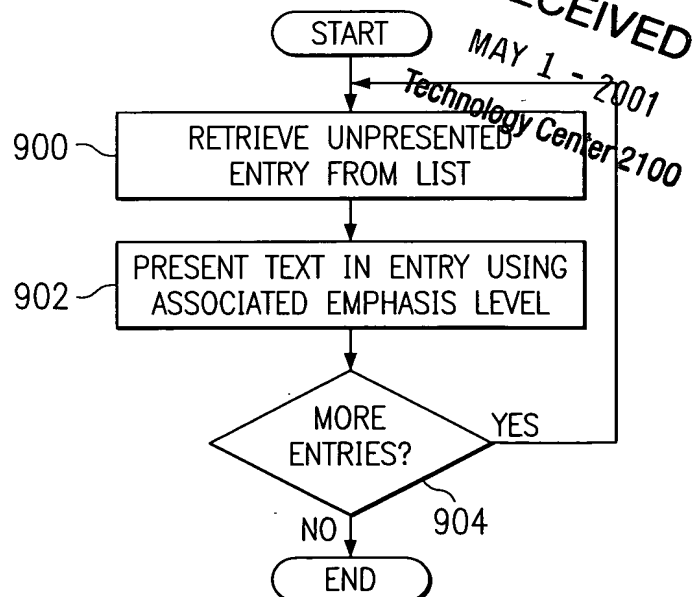 START
RECEIVED
MAY 1 - 2001
Technology Center 2100
900
RETRIEVE UNPRESENTED
ENTRY FROM LIST
902
PRESENT TEXT IN ENTRY USING
ASSOCIATED EMPHASIS LEVEL
MORE
ENTRIES?
YES
904
NO
END